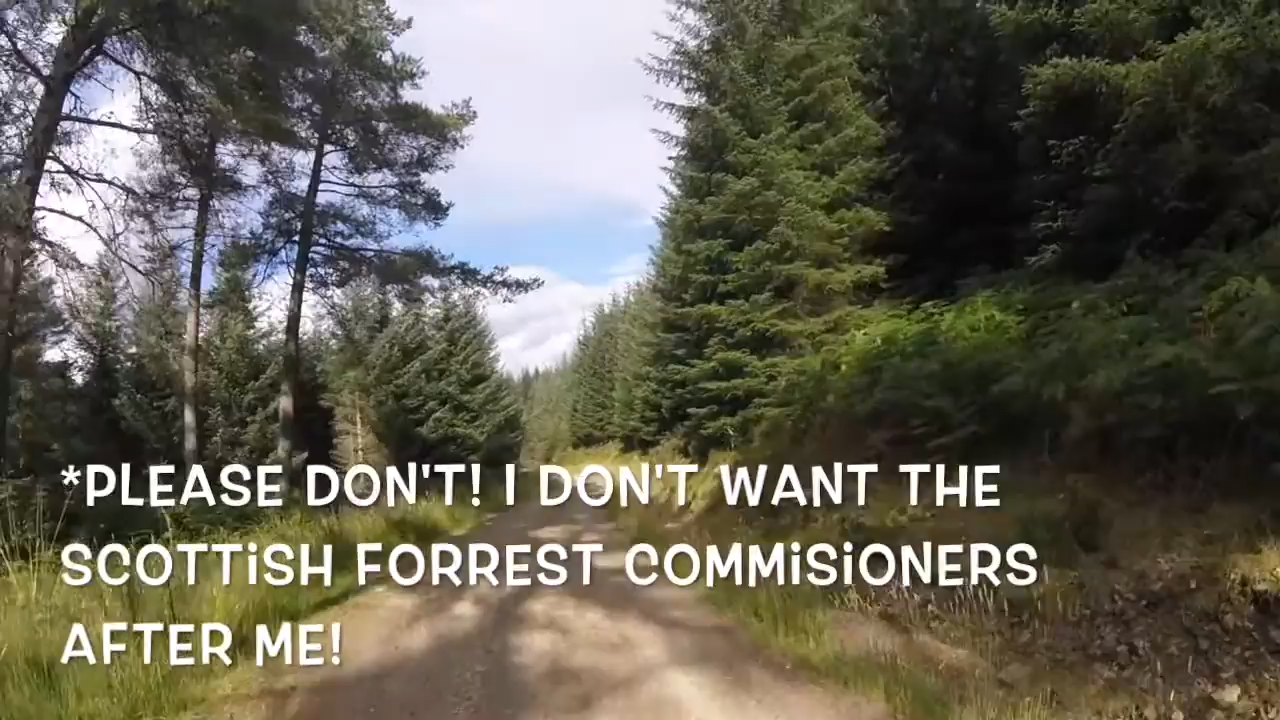 *PLEASE DON'T! I DON'T WANT THE
SCOTTiSH FORREST COMMiSiONERS
AFTER ME!